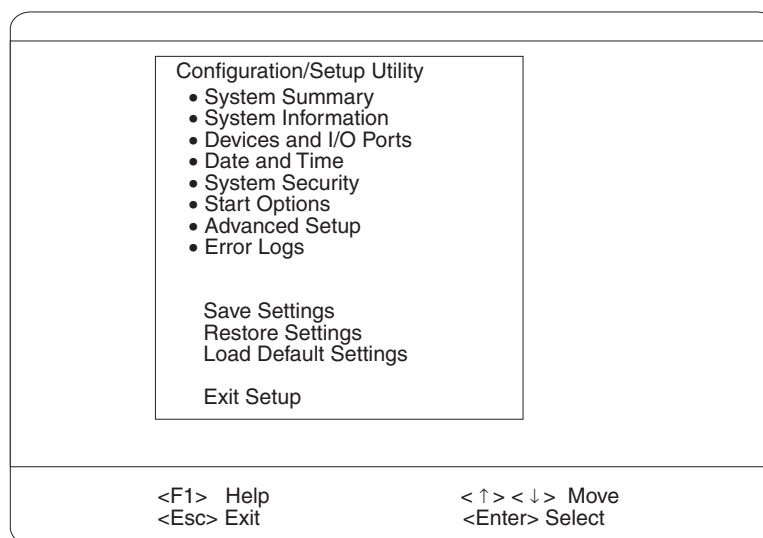 Configuration/Setup Utility
• System Summary
• System Information
• Devices and I/O Ports
• Date and Time
• System Security
• Start Options
• Advanced Setup
• Error Logs
Save Settings
Restore Settings
Load Default Settings
Exit Setup
<F1> Help < ↑ > < ↓ > Move
<Esc> Exit <Enter> Select